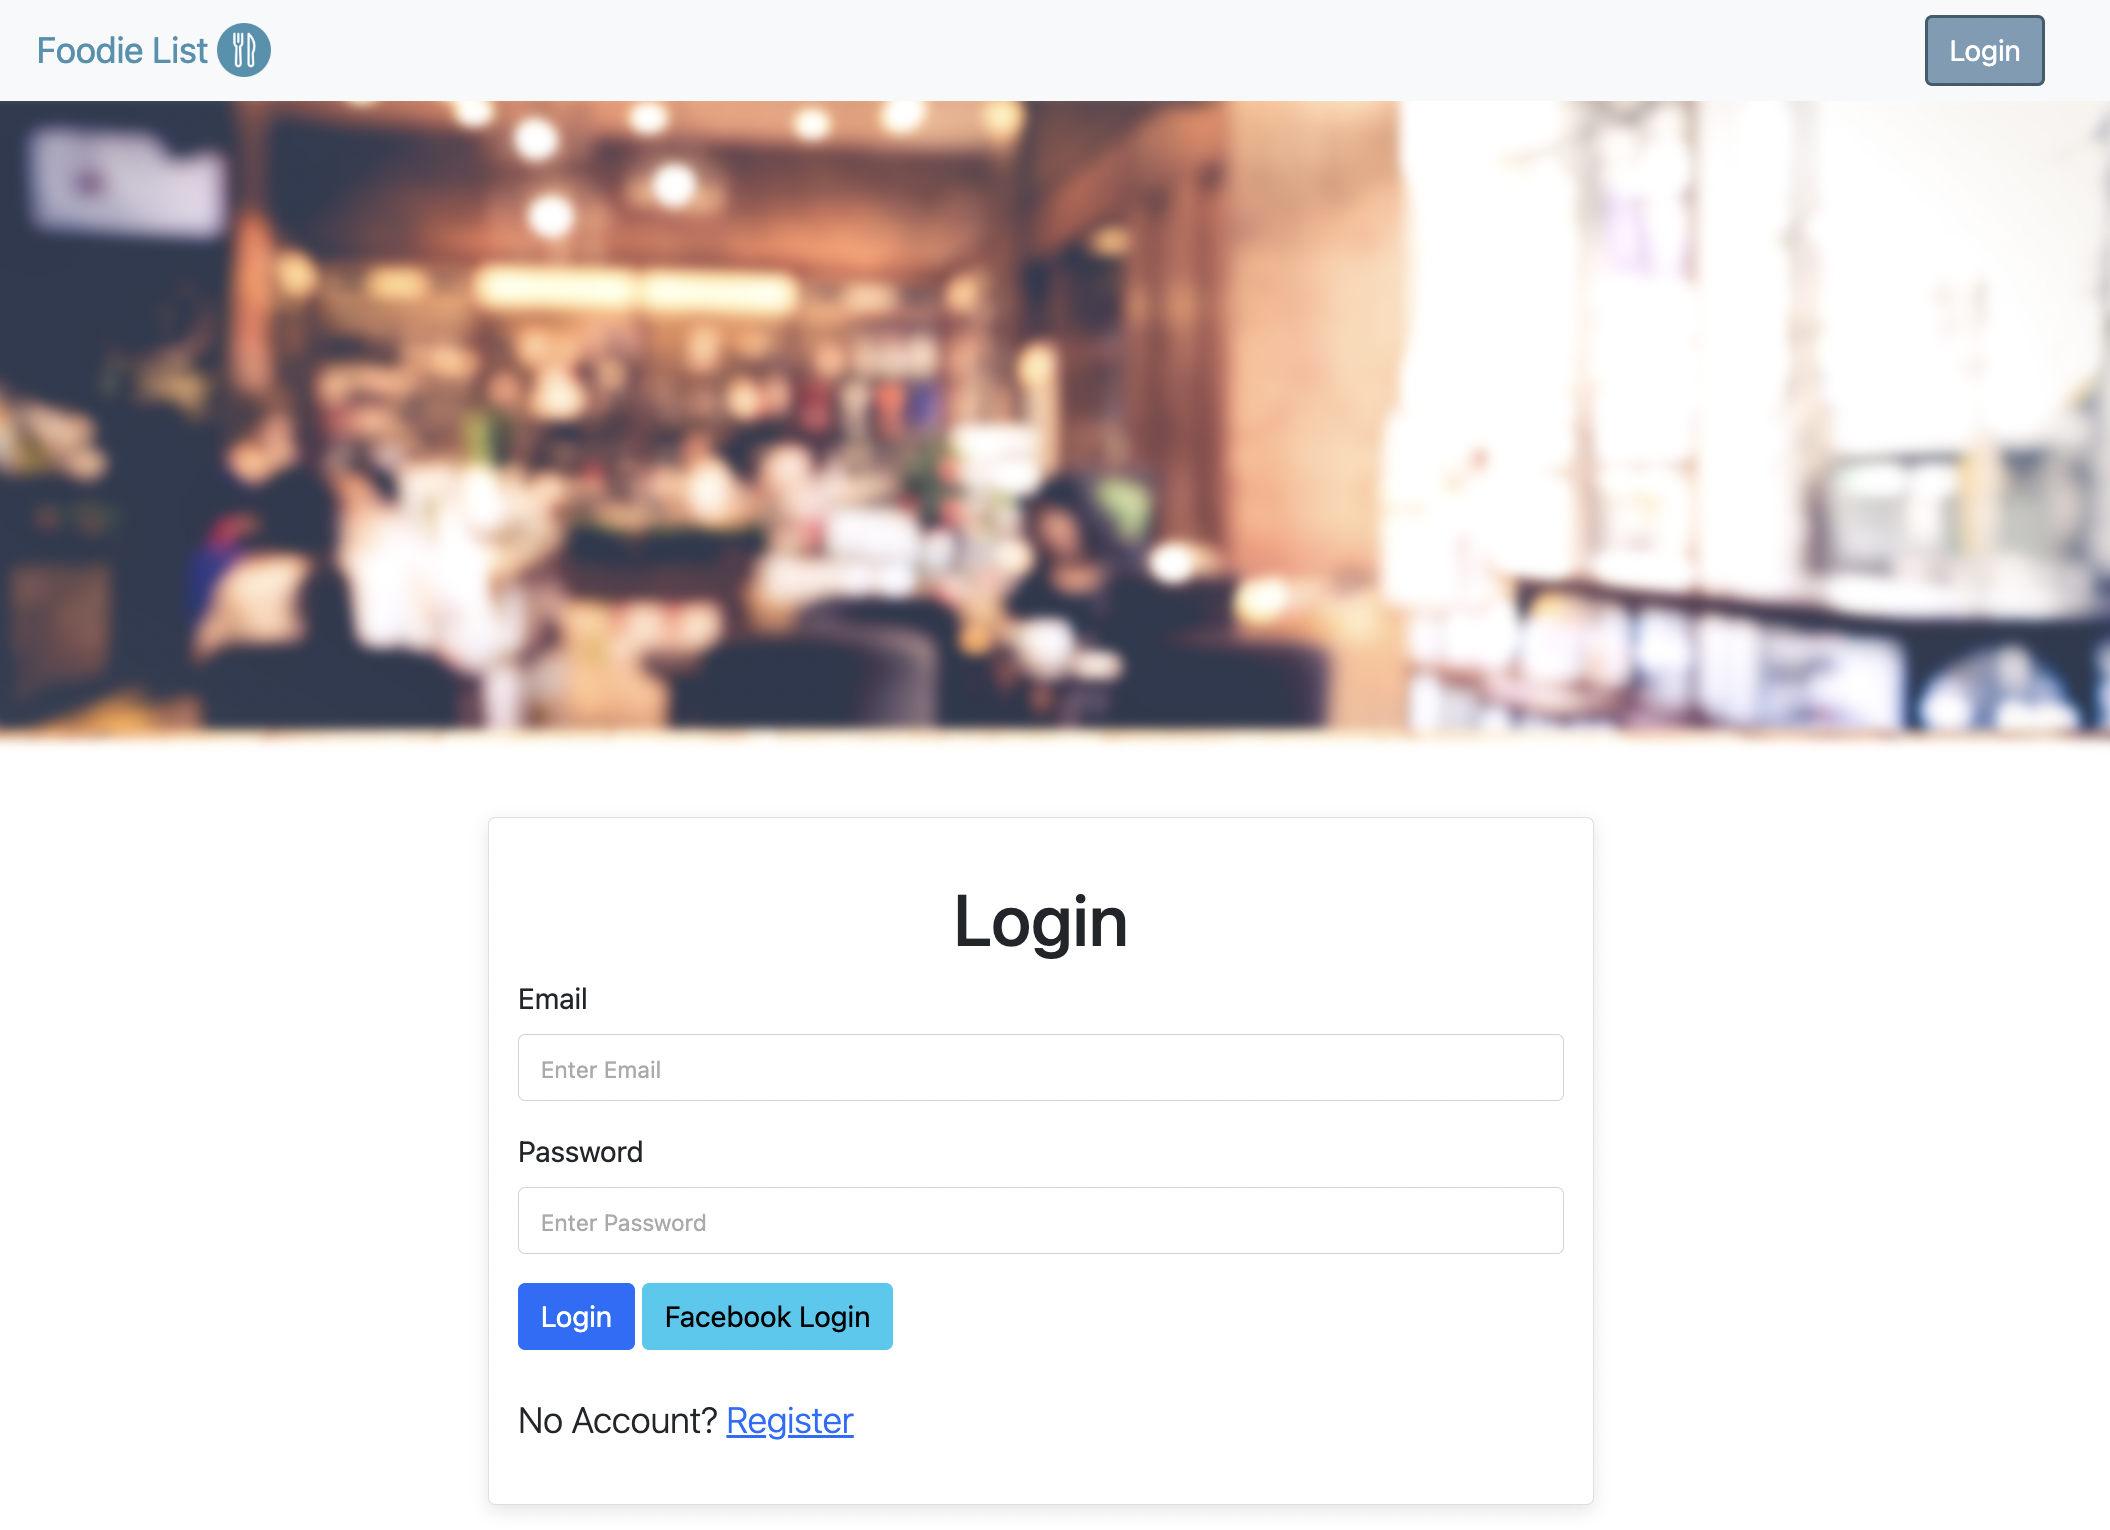 Foodie List
Login
Login
Email
Enter Email
Password
Enter Password
Login Facebook Login
No Account? Register